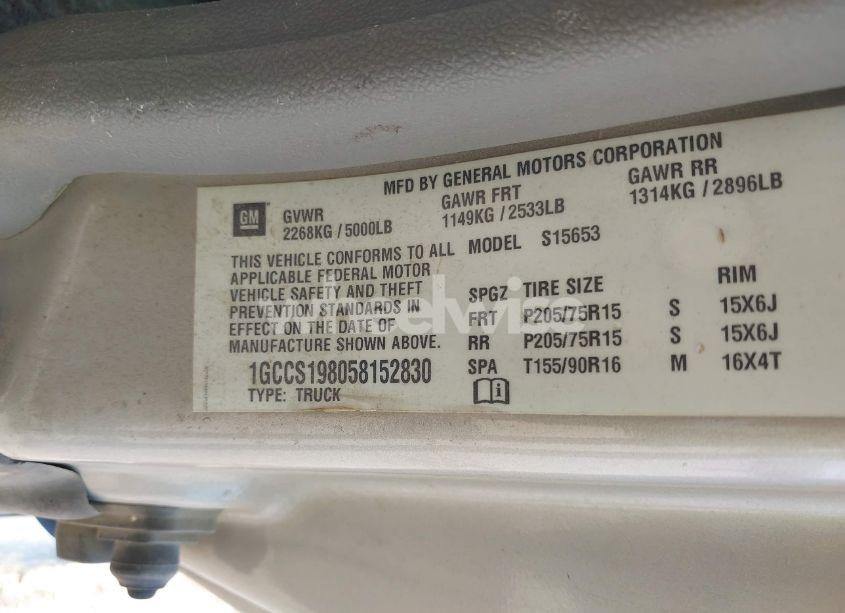 MFD BY GENERAL MOTORS CORPORATION
GM
GVWR GAWR FRT GAWR RR
2268KG / 5000LB 1149KG / 2533LB 1314KG / 2896LB
THIS VEHICLE CONFORMS TO ALL MODEL S15653
APPLICABLE FEDERAL MOTOR
VEHICLE SAFETY AND THEFT
PREVENTION STANDARDS IN
EFFECT ON THE DATE OF
MANUFACTURE SHOWN ABOVE.
SPGZ TIRE SIZE RIM
FRT P205/75R15 S 15X6J
RR P205/75R15 S 15X6J
SPA T155/90R16 M 16X4T
1GCCS198058152830
TYPE: TRUCK
i